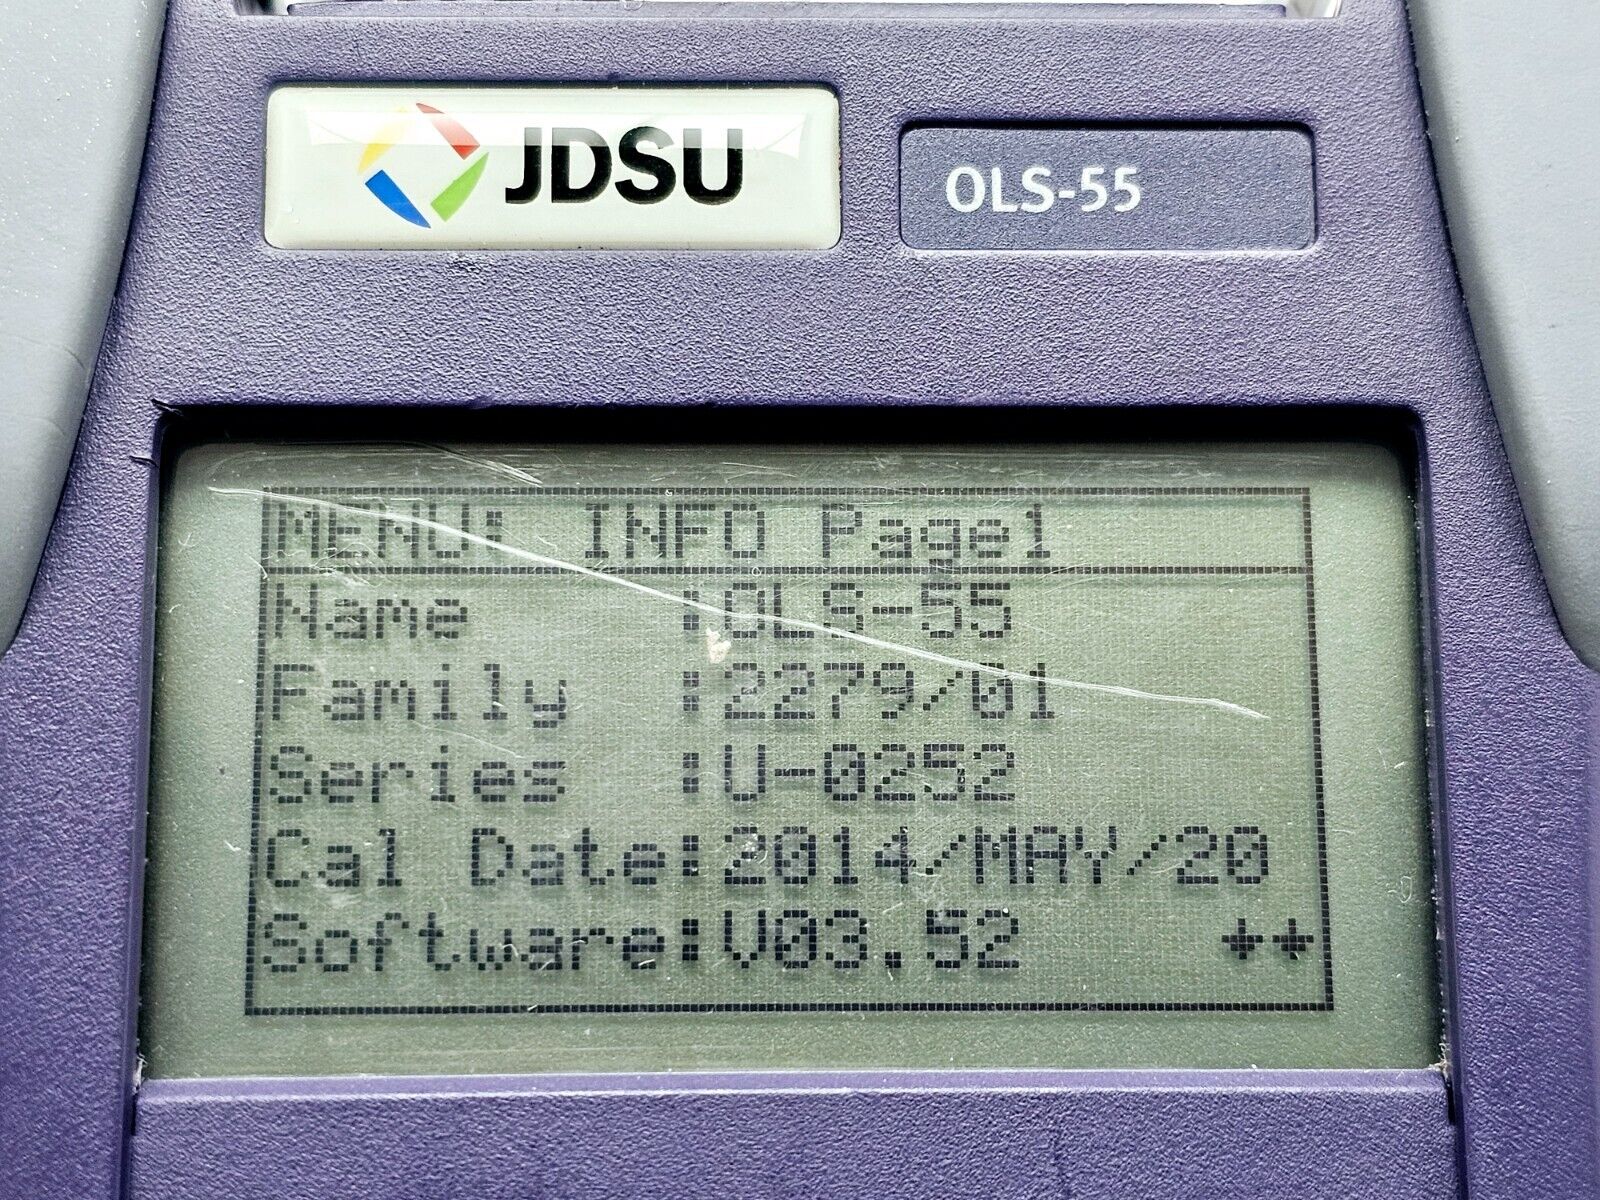 JDSU
OLS-55
MENU: INFO Page1
Name :OLS-55
Family :2279/01
Series :U-0252
Cal Date:2014/MAY/20
Software:V03.52